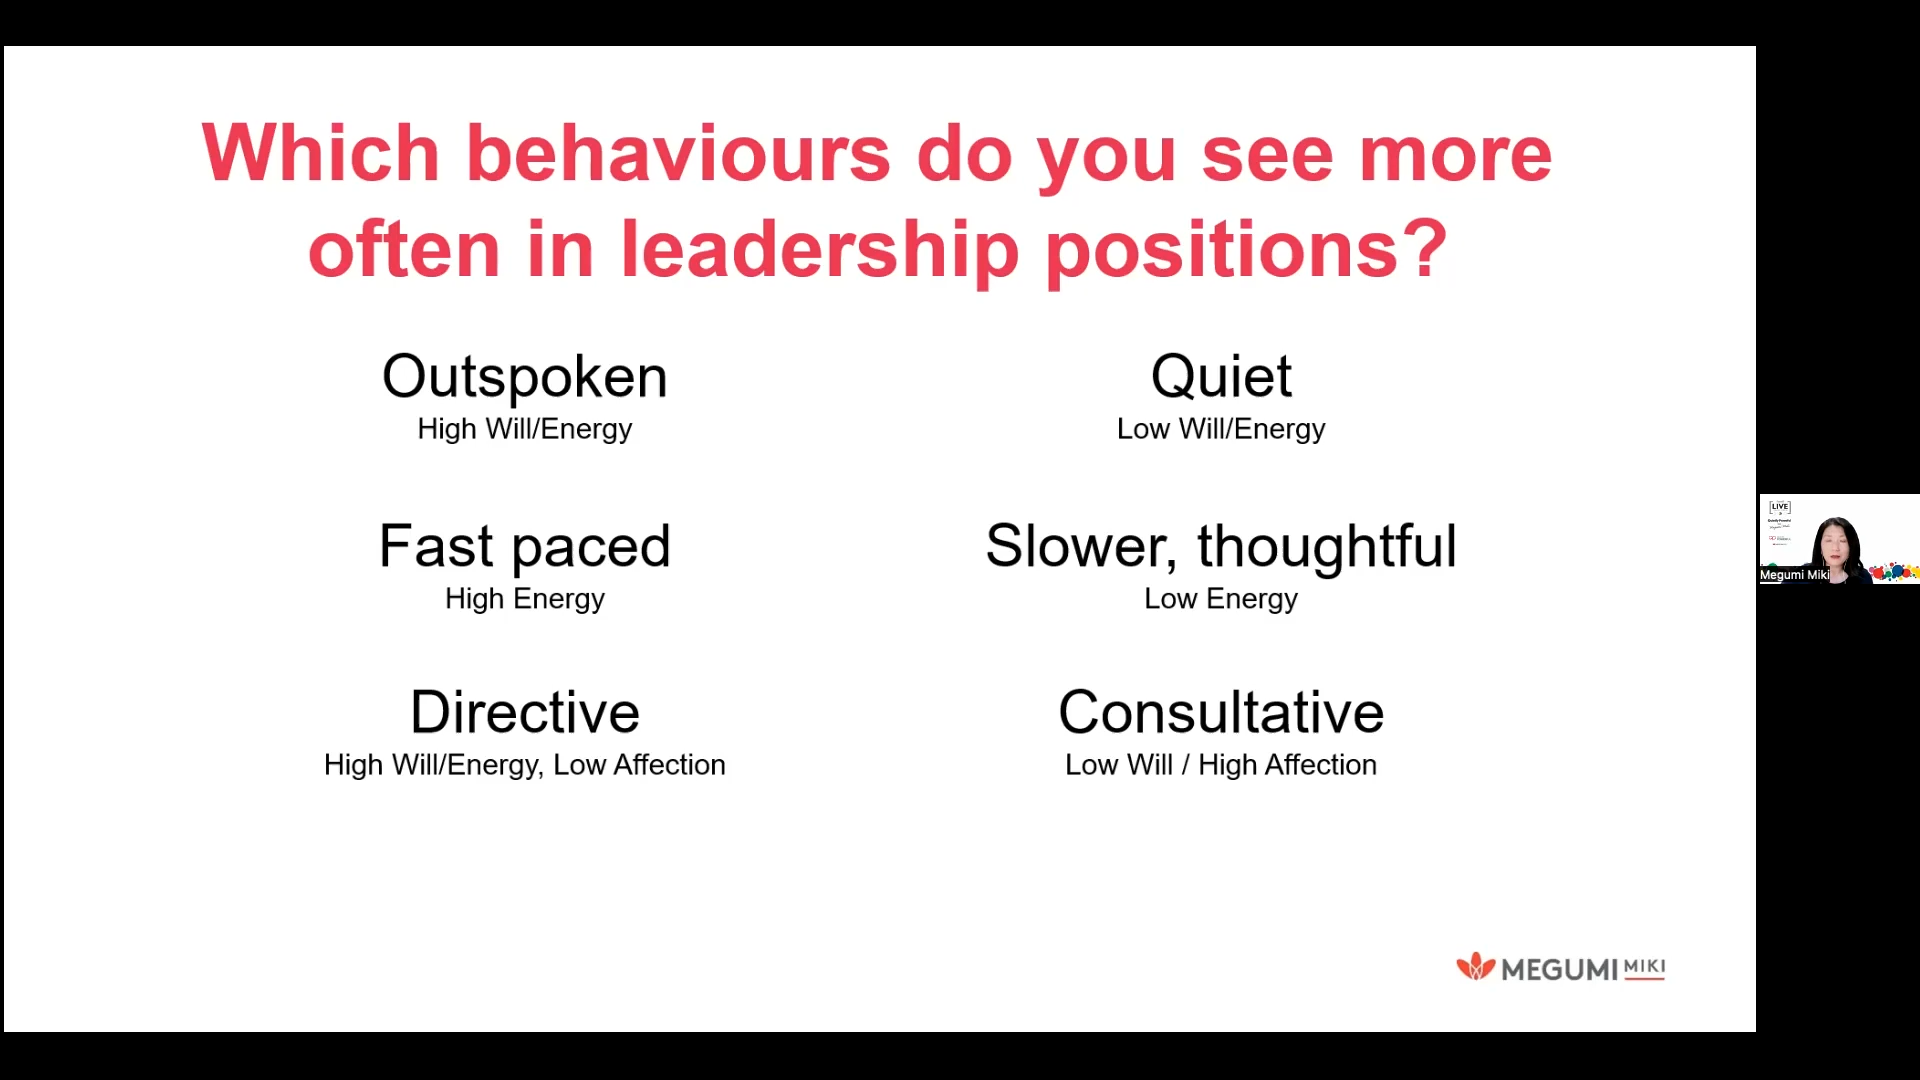 Which behaviours do you see more
often in leadership positions?
Outspoken
High Will/Energy
Quiet
Low Will/Energy
Fast paced
High Energy
Slower, thoughtful
Low Energy
Directive
High Will/Energy, Low Affection
Consultative
Low Will / High Affection
MEGUMI MIKI
[LIVE]
Megumi Miki